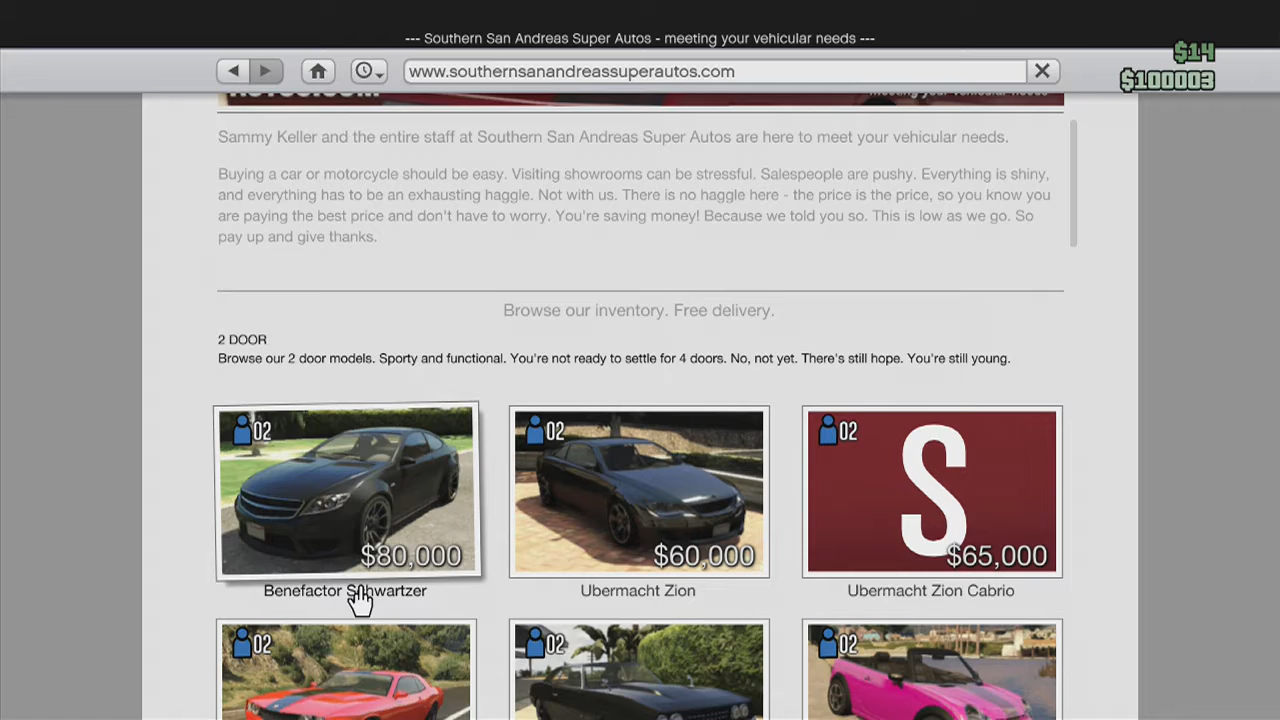 --- Southern San Andreas Super Autos - meeting your vehicular needs ---
$14
www.southernsanandreassuperautos.com
$100003
Sammy Keller and the entire staff at Southern San Andreas Super Autos are here to meet your vehicular needs.
Buying a car or motorcycle should be easy. Visiting showrooms can be stressful. Salespeople are pushy. Everything is shiny,
and everything has to be an exhausting haggle. Not with us. There is no haggle here - the price is the price, so you know you
are paying the best price and don't have to worry. You're saving money! Because we told you so. This is low as we go. So
pay up and give thanks.
Browse our inventory. Free delivery.
2 DOOR
Browse our 2 door models. Sporty and functional. You're not ready to settle for 4 doors. No, not yet. There's still hope. You're still young.
02
02
02
S
$80,000
$60,000
$65,000
Benefactor Schwartzer
Ubermacht Zion
Ubermacht Zion Cabrio
02
02
02